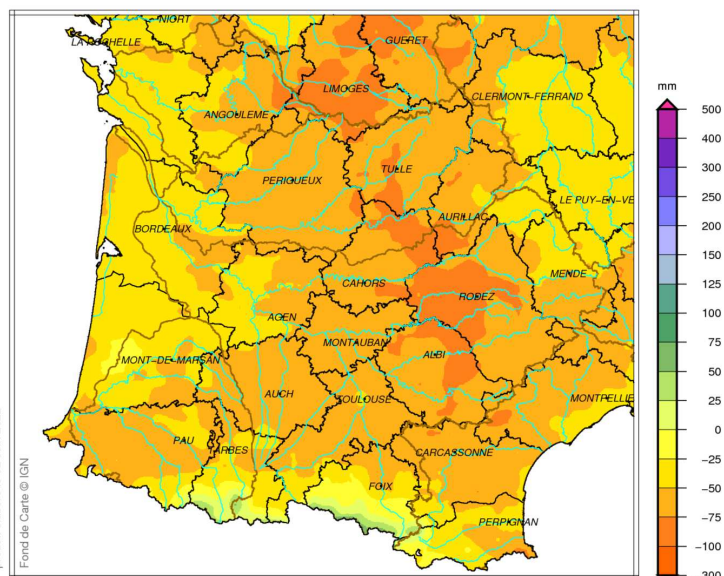 NIORT
LA ROCHELLE
GUERET
LIMOGES
CLERMONT-FERRAND
ANGOULEME
TULLE
PERIGUEUX
LE PUY-EN-VE
AURILLAC
BORDEAUX
MENDE
CAHORS
RODEZ
AGEN
MONTAUBAN
ALBI
MONT-DE-MARSAN
AUCH
TOULOUSE
MONTPELLIE
PAU
TARBES
CARCASSONNE
FOIX
PERPIGNAN
Fond de Carte © IGN
mm
500
400
300
250
200
150
125
100
75
50
25
0
-25
-50
-75
-100